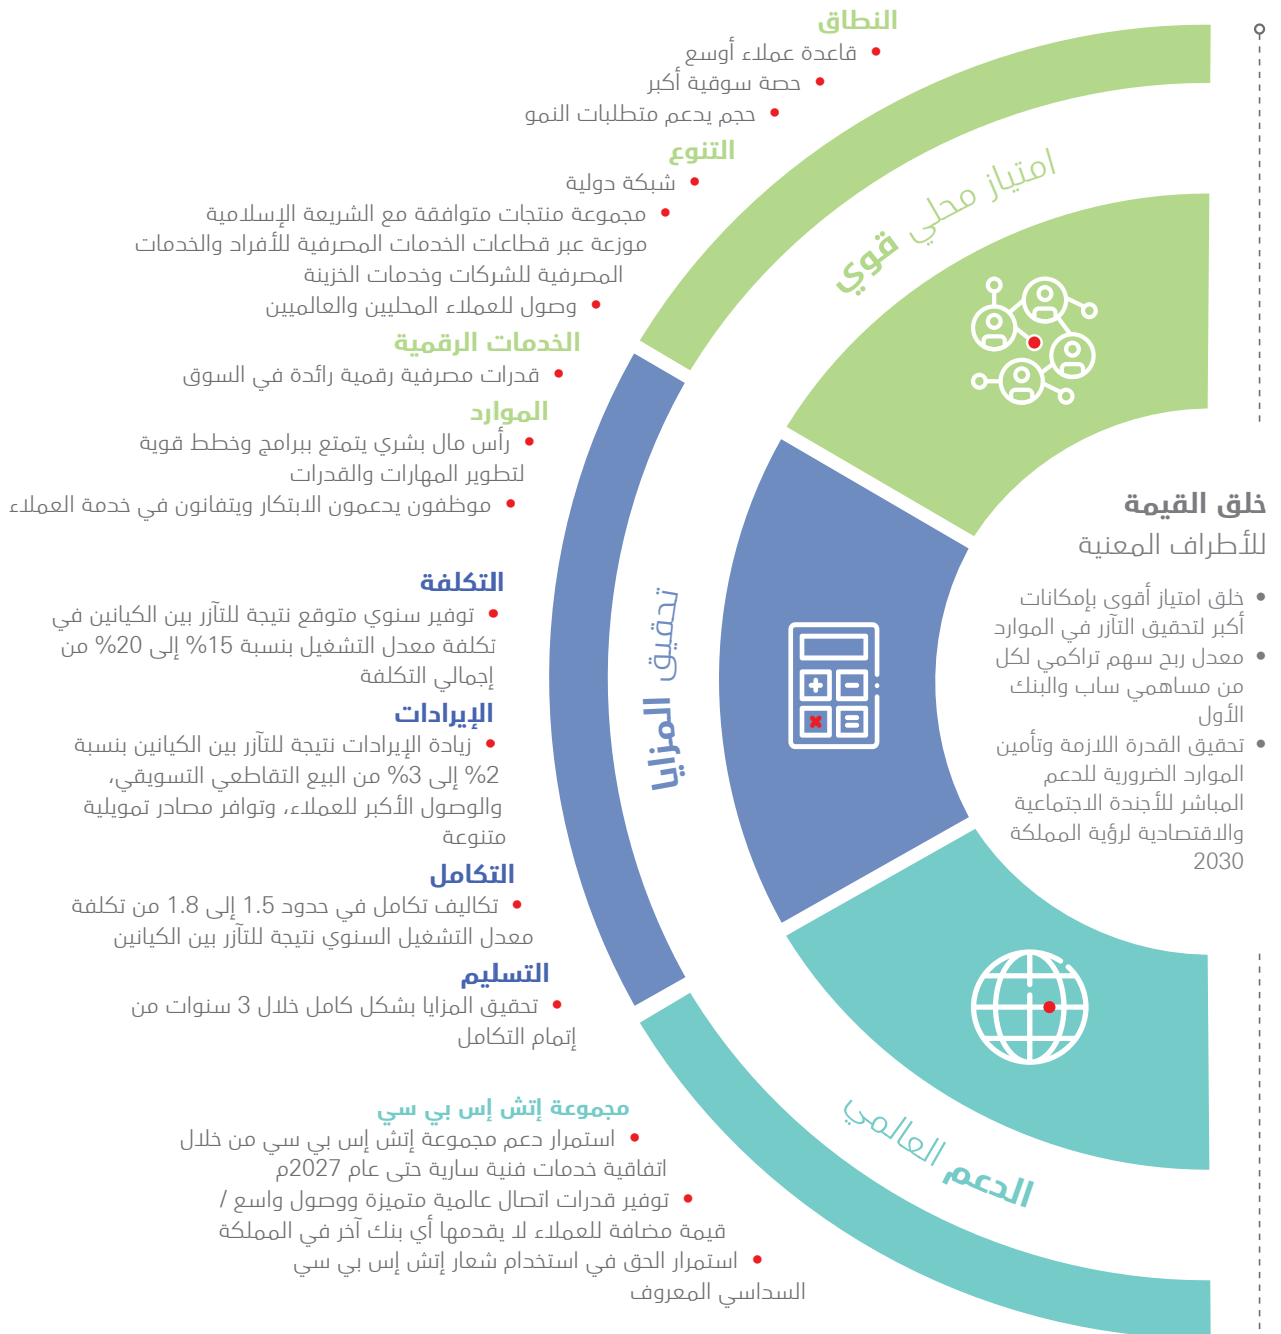 خلق القيمة
للأطراف المعنية
• خلق امتياز أقوى بإمكانات
أكبر لتحقيق التآزر في الموارد
• معدل ربح سهم تراكمي لكل
من مساهمي ساب والبنك
الأول
• تحقيق القدرة اللازمة وتأمين
الموارد الضرورية للدعم
المباشر للأجندة الاجتماعية
والاقتصادية لرؤية المملكة
2030
امتياز محلي قوي
النطاق
• قاعدة عملاء أوسع
• حصة سوقية أكبر
• حجم يدعم متطلبات النمو
التنوع
• شبكة دولية
• مجموعة منتجات متوافقة مع الشريعة الإسلامية
موزعة عبر قطاعات الخدمات المصرفية للأفراد والخدمات
المصرفية للشركات وخدمات الخزينة
• وصول للعملاء المحليين والعالميين
الخدمات الرقمية
• قدرات مصرفية رقمية رائدة في السوق
الموارد
• رأس مال بشري يتمتع ببرامج وخطط قوية
لتطوير المهارات والقدرات
• موظفون يدعمون الابتكار ويتفانون في خدمة العملاء
تحقيق المزايا
التكلفة
• توفير سنوي متوقع نتيجة للتآزر بين الكيانين في
تكلفة معدل التشغيل بنسبة 15% إلى 20% من
إجمالي التكلفة
الإيرادات
• زيادة الإيرادات نتيجة للتآزر بين الكيانين بنسبة
2% إلى 3% من البيع التقاطعي التسويقي،
والوصول الأكبر للعملاء، وتوافر مصادر تمويلية
متنوعة
التكامل
• تكاليف تكامل في حدود 1.5 إلى 1.8 من تكلفة
معدل التشغيل السنوي نتيجة للتآزر بين الكيانين
التسليم
• تحقيق المزايا بشكل كامل خلال 3 سنوات من
إتمام التكامل
الدعم العالمي
مجموعة إتش إس بي سي
• استمرار دعم مجموعة إتش إس بي سي من خلال
اتفاقية خدمات فنية سارية حتى عام 2027م
• توفير قدرات اتصال عالمية متميزة ووصول واسع /
قيمة مضافة للعملاء لا يقدمها أي بنك آخر في المملكة
• استمرار الحق في استخدام شعار إتش إس بي سي
السداسي المعروف